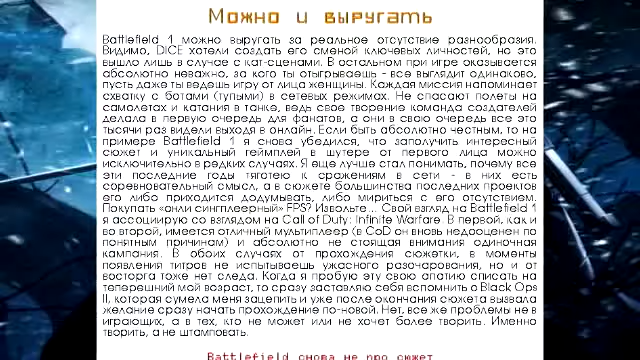 Можно и выругать
Battlefield 1 можно выругать за реальное отсутствие разнообразия.
Видимо, DICE хотели создать его сменой ключевых личностей, но это
вышло лишь в случае с кат-сценами. В остальном при игре оказывается
абсолютно неважно, за кого ты отыгрываешь - все выглядит одинаково,
пусть даже ты ведешь игру от лица женщины. Каждая миссия напоминает
схватку с ботами (тупыми) в сетевых режимах. Не спасают полеты на
самолетах и катания в танке, ведь свое творение команда создателей
делала в первую очередь для фанатов, а они в свою очередь все это
тысячи раз видели выходя в онлайн. Если быть абсолютно честным, то на
примере Battlefield 1 я снова убедился, что заполучить интересный
сюжет и уникальный геймплей в шутере от первого лица можно
исключительно в редких случаях. Я еще лучше стал понимать, почему все
эти последние годы тяготею к сражениям в сети - в них есть
соревновательный смысл, а в сюжете большинства последних проектов
его либо приходится додумывать, либо мириться с его отсутствием.
Покупать «онли синглплеерный» FPS? Извольте... Свой взгляд на Battlefield 1
я ассоциирую со взглядом на Call of Duty: Infinite Warfare. В первой, как и
во второй, имеется отличный мультиплеер (в CoD он вновь недооценен по
понятным причинам) и абсолютно не стоящая внимания одиночная
кампания. В обоих случаях от прохождения сюжетки, в моменты
появления титров не испытываешь ужасного разочарования, но и от
восторга тоже нет следа. Когда я пробую эту свою апатию списать на
теперешний мой возраст, то сразу заставляю себя вспомнить о Black Ops
II, которая сумела меня зацепить и уже после окончания сюжета вызвала
желание сразу начать прохождение по-новой. Нет, все же проблемы не в
играющих, а в тех, кто не может или не хочет более творить. Именно
творить, а не штамповать.
Battlefield снова не про сюжет